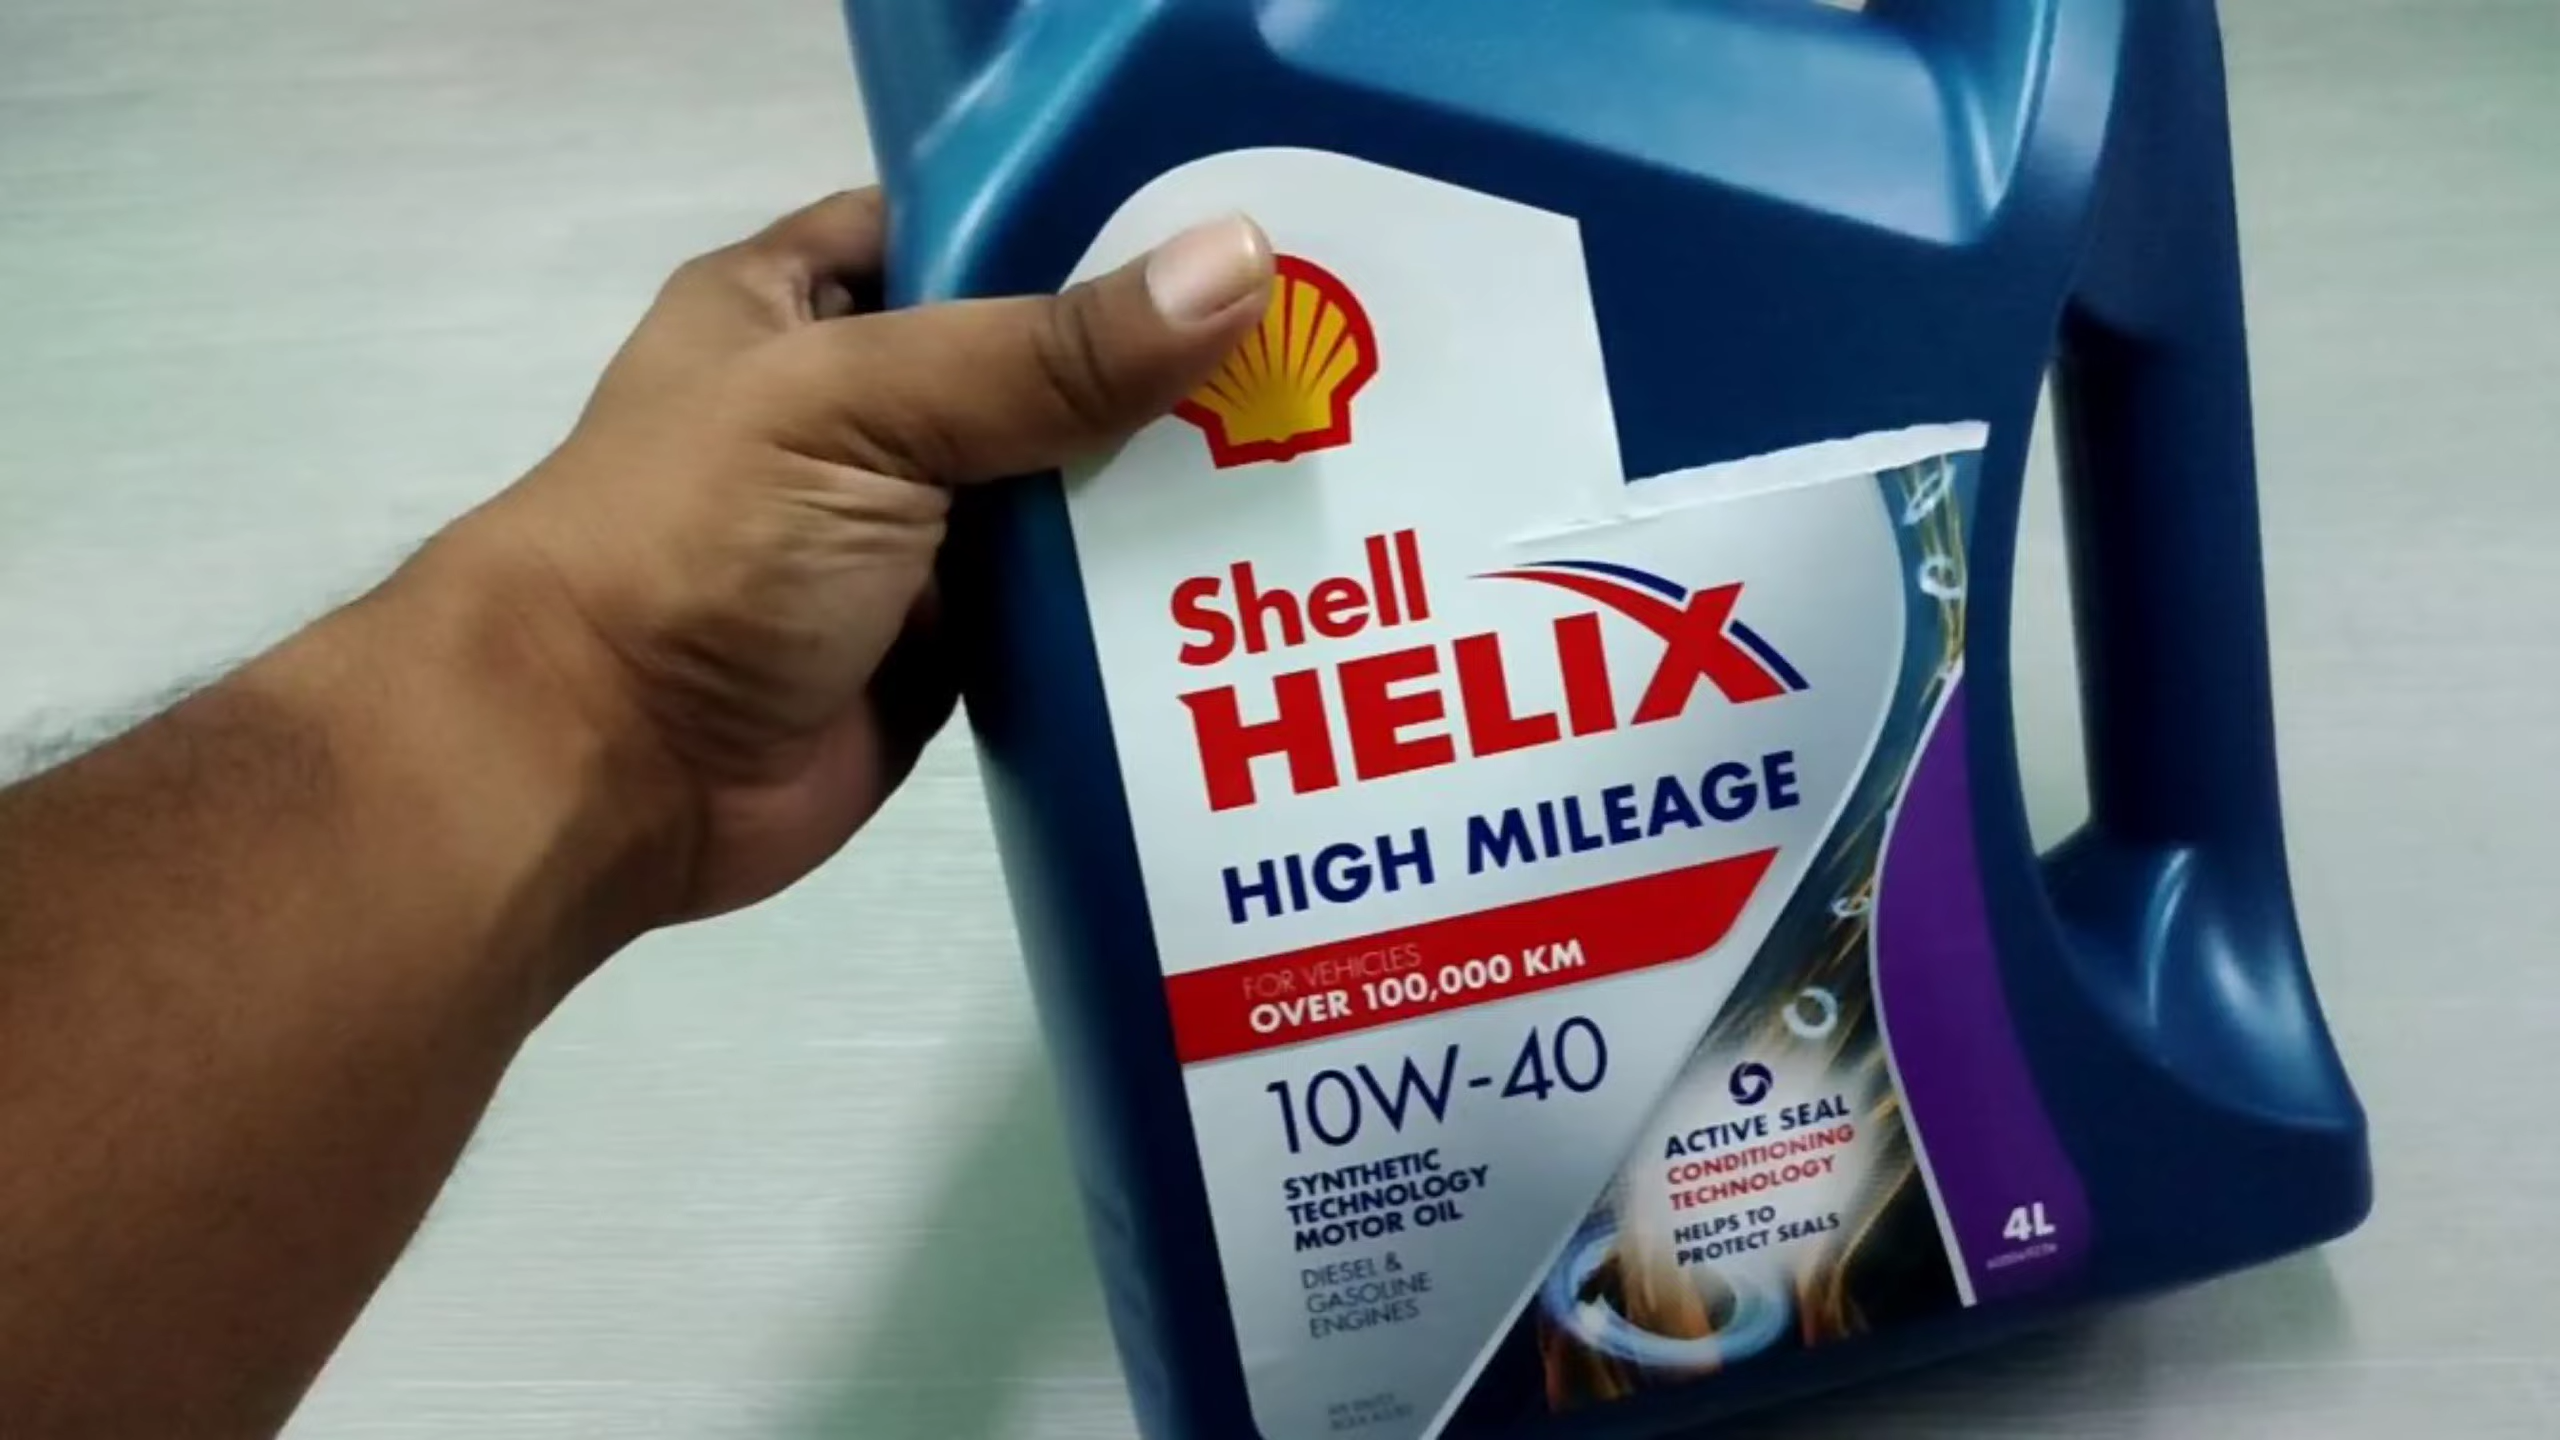 Shell
HELIX
HIGH MILEAGE
FOR VEHICLES
OVER 100,000 KM
10W-40
SYNTHETIC
TECHNOLOGY
MOTOR OIL
DIESEL &
GASOLINE
ENGINES
ACTIVE SEAL
CONDITIONING
TECHNOLOGY
HELPS TO
PROTECT SEALS
4L